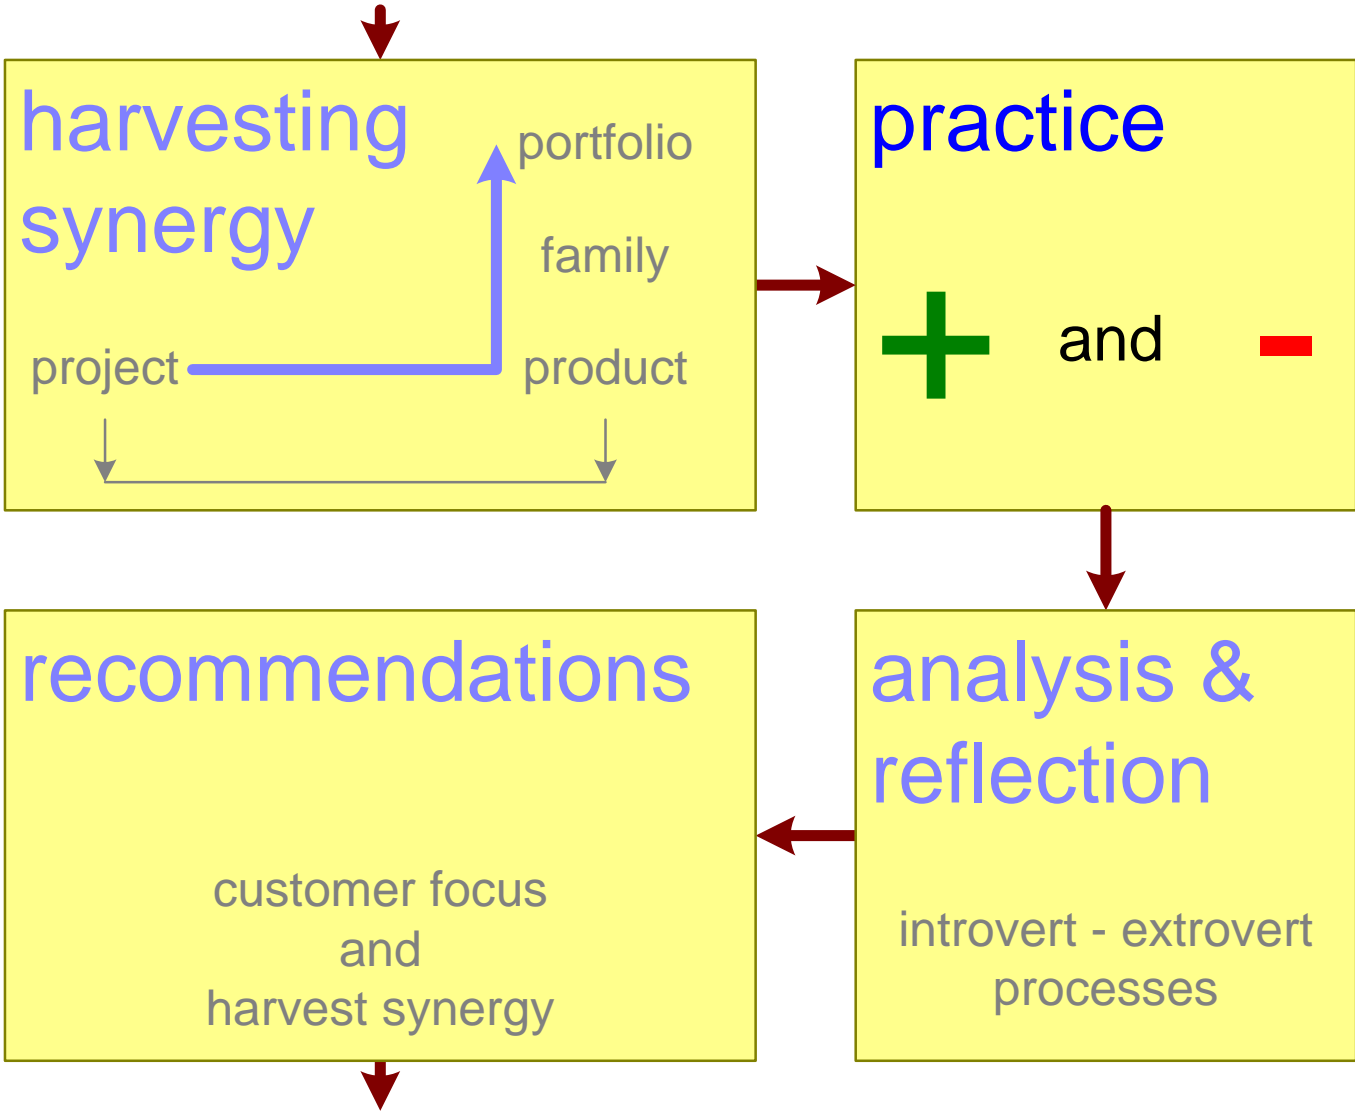 harvesting
synergy
portfolio
family
project
product
practice
+ and -
analysis &
reflection
introvert - extrovert
processes
recommendations
customer focus
and
harvest synergy